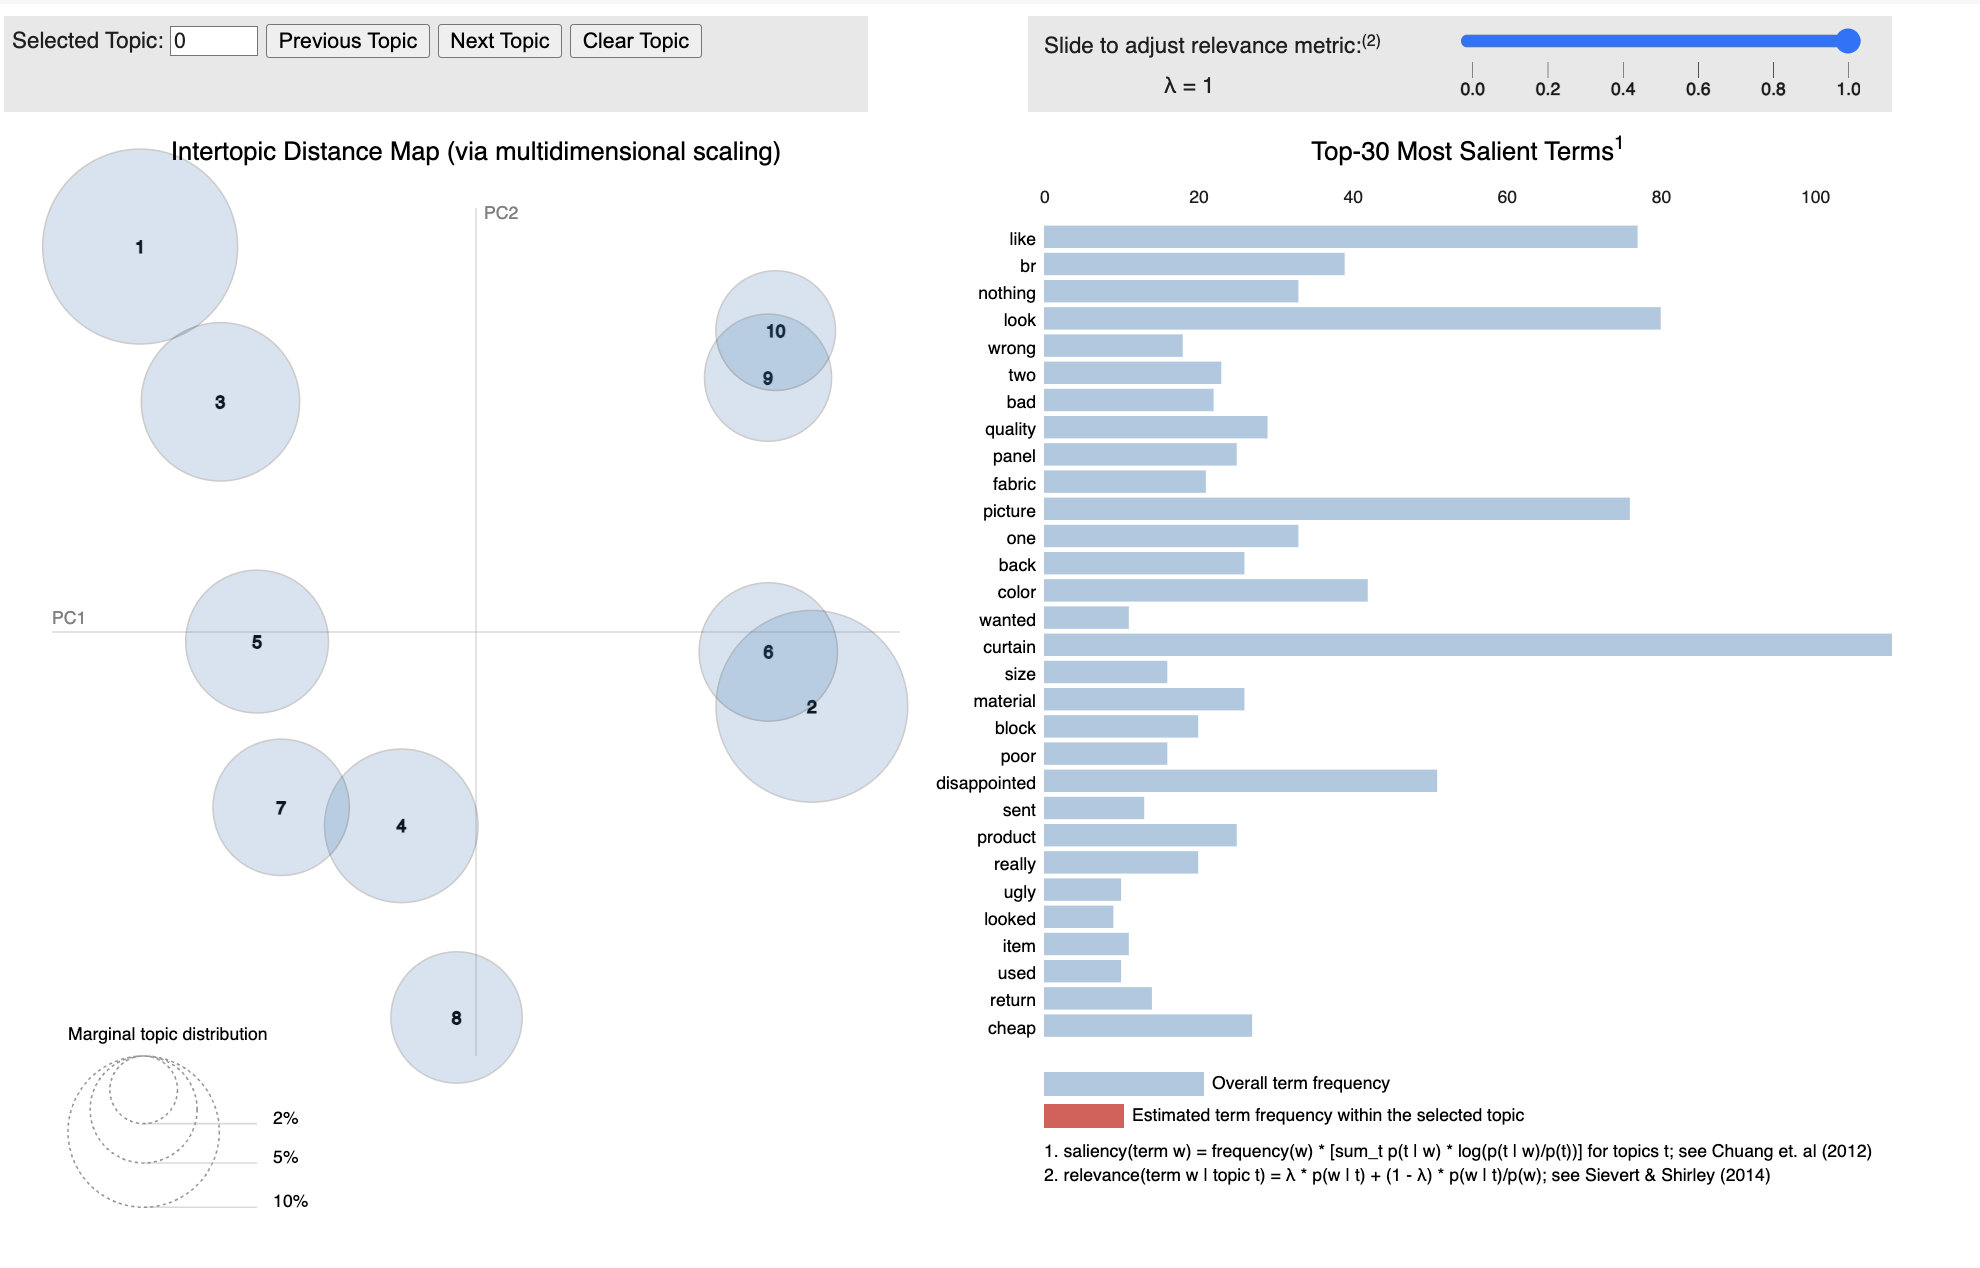 Selected Topic: 0 Previous Topic Next Topic Clear Topic
Slide to adjust relevance metric:(2)
λ = 1
0.0 0.2 0.4 0.6 0.8 1.0
Intertopic Distance Map (via multidimensional scaling)
PC2
PC1
1
3
10
9
5
6
2
7
4
8
Marginal topic distribution
2%
5%
10%
Top-30 Most Salient Terms1
0 20 40 60 80 100
like
br
nothing
look
wrong
two
bad
quality
panel
fabric
picture
one
back
color
wanted
curtain
size
material
block
poor
disappointed
sent
product
really
ugly
looked
item
used
return
cheap
Overall term frequency
Estimated term frequency within the selected topic
1. saliency(term w) = frequency(w) * [sum_t p(t | w) * log(p(t | w)/p(t))] for topics t; see Chuang et. al (2012)
2. relevance(term w | topic t) = λ * p(w | t) + (1 - λ) * p(w | t)/p(w); see Sievert & Shirley (2014)